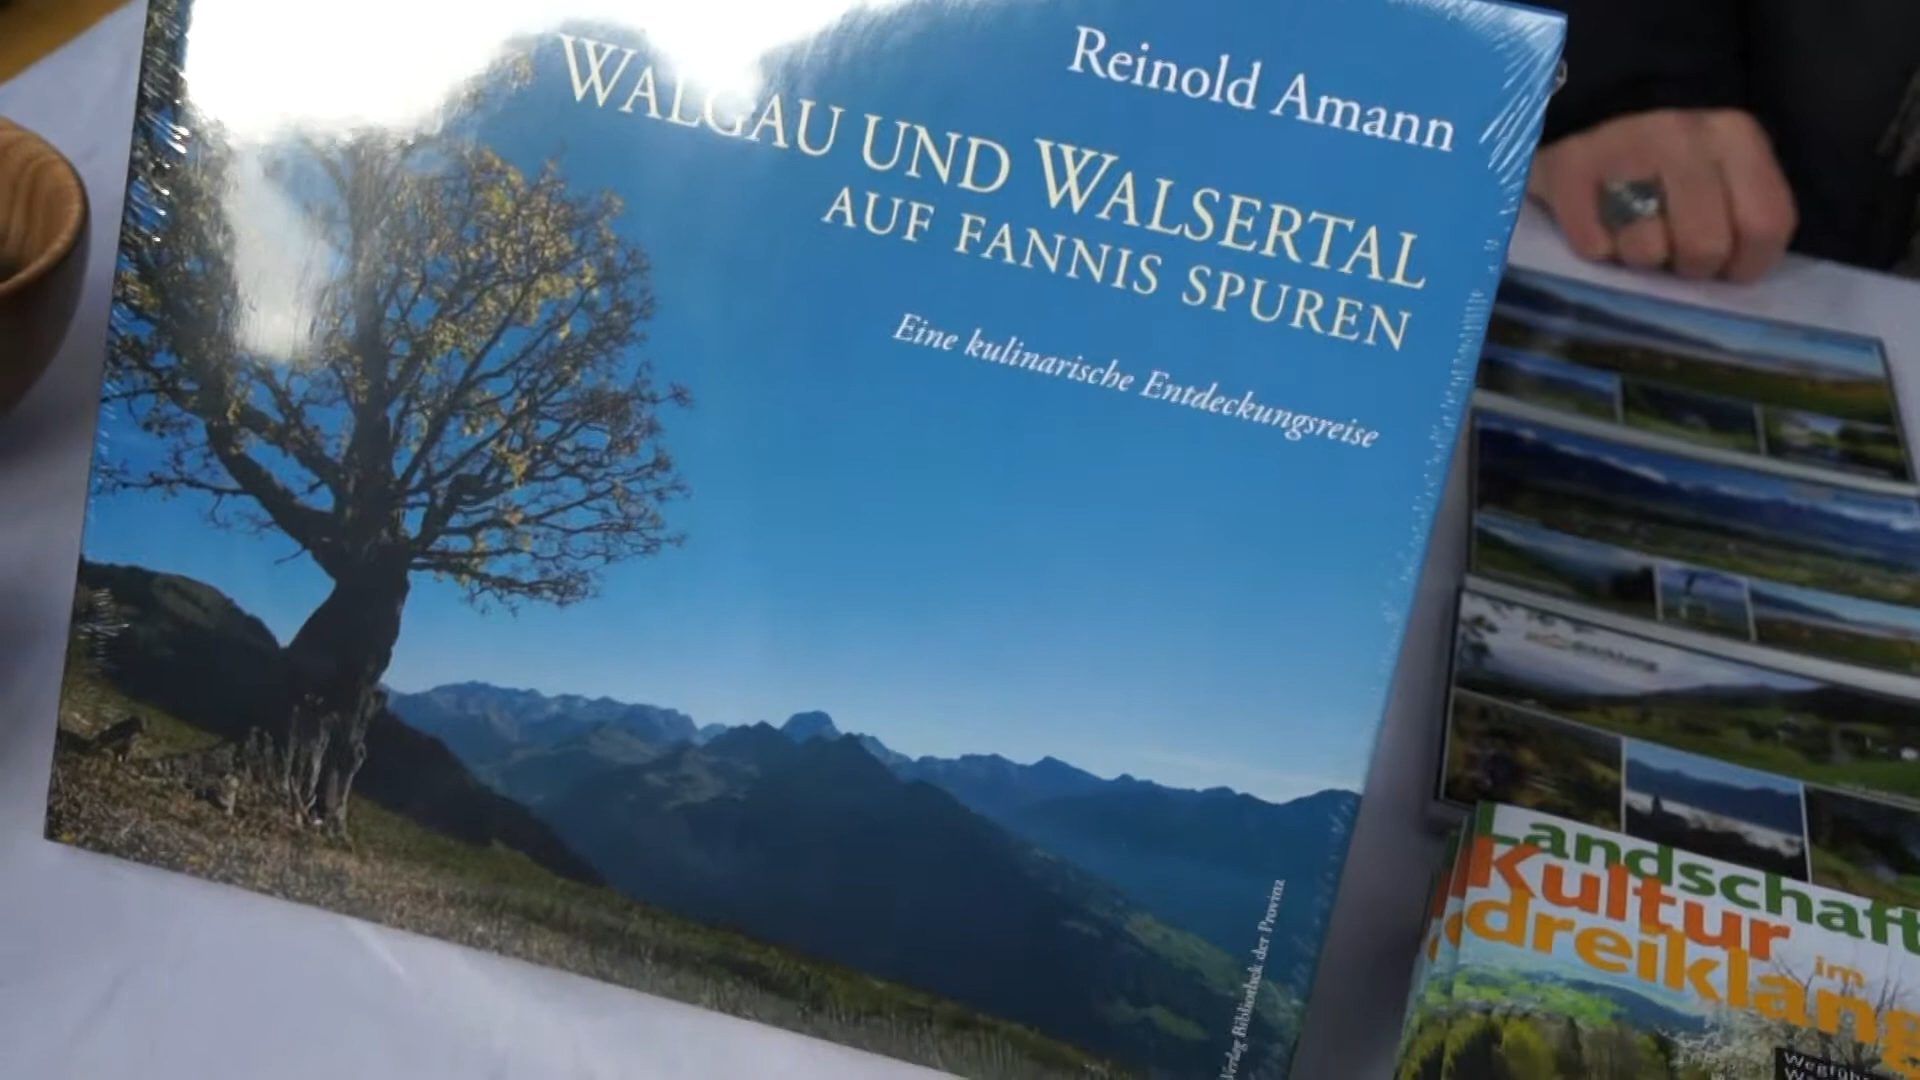 Reinold Amann
WALGAU UND WALSERTAL
AUF FANNIS SPUREN
Eine kulinarische Entdeckungsreise
Verlag Bibliothek der Provinz
Landschaft
Kultur
im
dreiklang